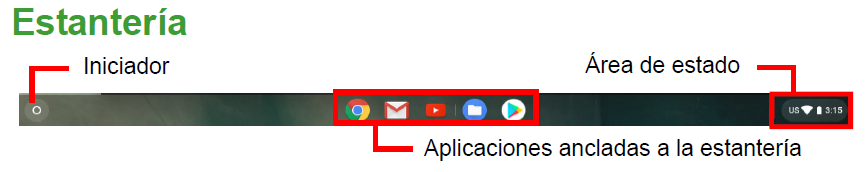 Estantería
Iniciador
Área de estado
US 3:15
Aplicaciones ancladas a la estantería